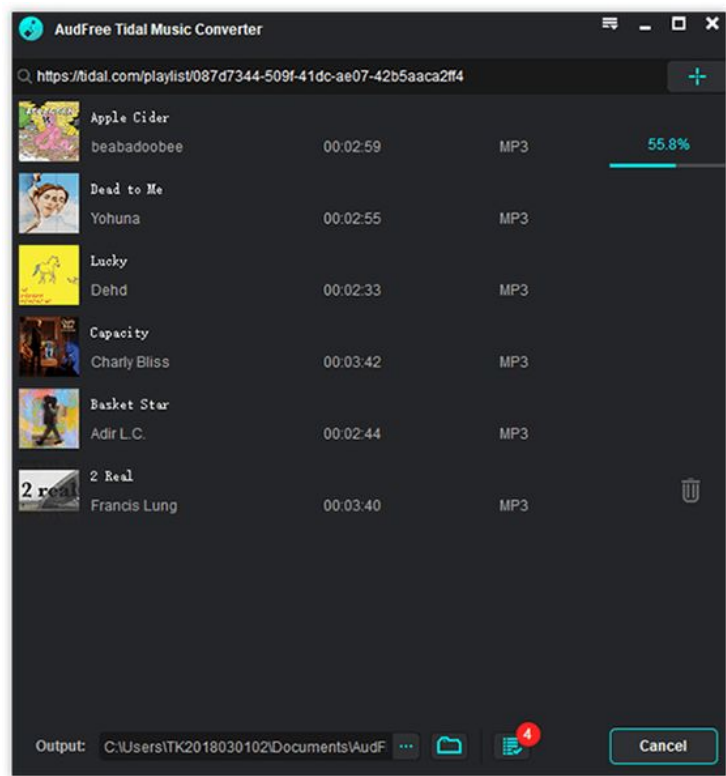 AudFree Tidal Music Converter
https://tidal.com/playlist/087d7344-509f-41dc-ae07-42b5aaca2ff4
Apple Cider
beabadoobee 00:02:59 MP3 55.8%
Dead to Me
Yohuna 00:02:55 MP3
Lucky
Dehd 00:02:33 MP3
Capacity
Charly Bliss 00:03:42 MP3
Basket Star
Adir L.C. 00:02:44 MP3
2 Real
2 real
Francis Lung 00:03:40 MP3
Output: C:\Users\TK2018030102\Documents\AudF ... 4 Cancel